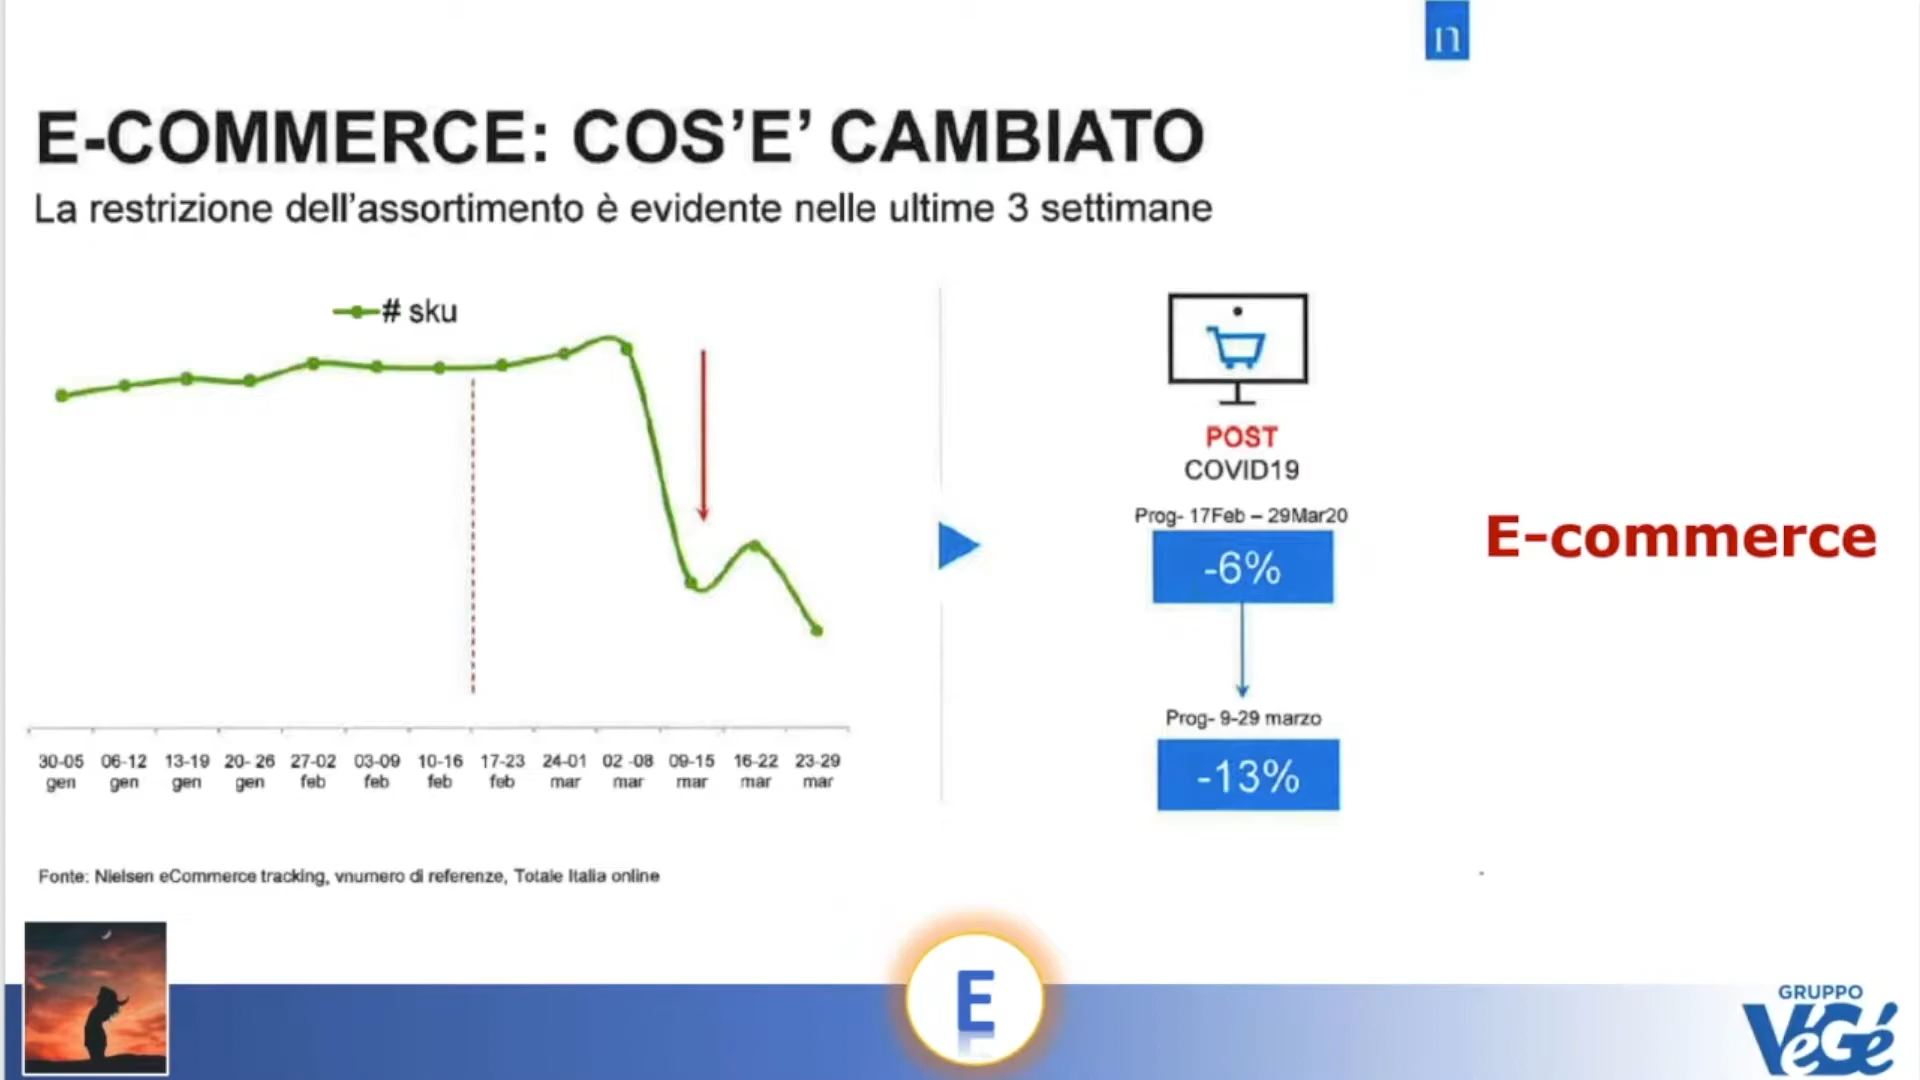 n
E-COMMERCE: COS’E’ CAMBIATO
La restrizione dell’assortimento è evidente nelle ultime 3 settimane
# sku
POST
COVID19
Prog- 17Feb – 29Mar20
-6%
E-commerce
Prog- 9-29 marzo
-13%
30-05 gen
06-12 gen
13-19 gen
20- 26 gen
27-02 feb
03-09 feb
10-16 feb
17-23 feb
24-01 mar
02 -08 mar
09-15 mar
16-22 mar
23-29 mar
Fonte: Nielsen eCommerce tracking, vnumero di referenze, Totale Italia online
E
GRUPPO
VéGé